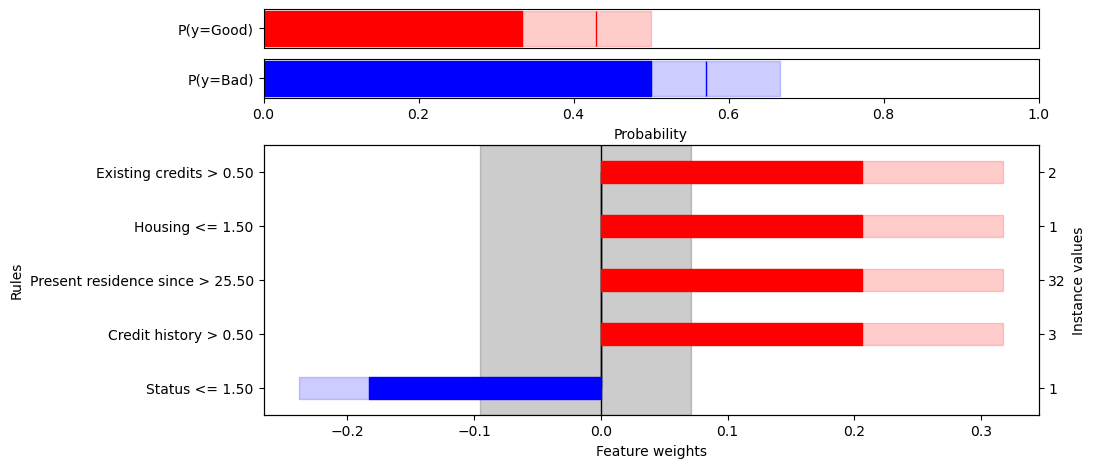 P(y=Good)
P(y=Bad)
0.0 0.2 0.4 0.6 0.8 1.0
Probability
Existing credits > 0.50 2
Housing <= 1.50 1
Present residence since > 25.50 32
Credit history > 0.50 3
Status <= 1.50 1
Rules
Instance values
−0.2 −0.1 0.0 0.1 0.2 0.3
Feature weights